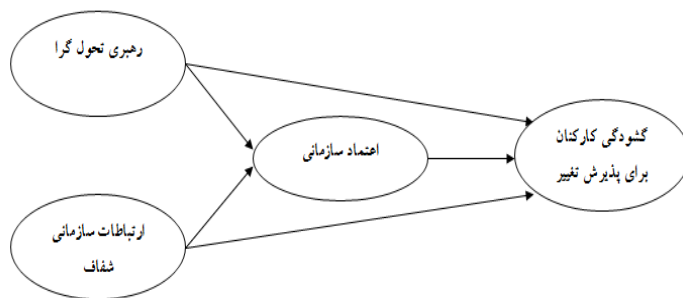 رهبری تحول گرا
اعتماد سازمانی
گشودگی کارکنان
برای پذیرش تغییر
ارتباطات سازمانی
شفاف